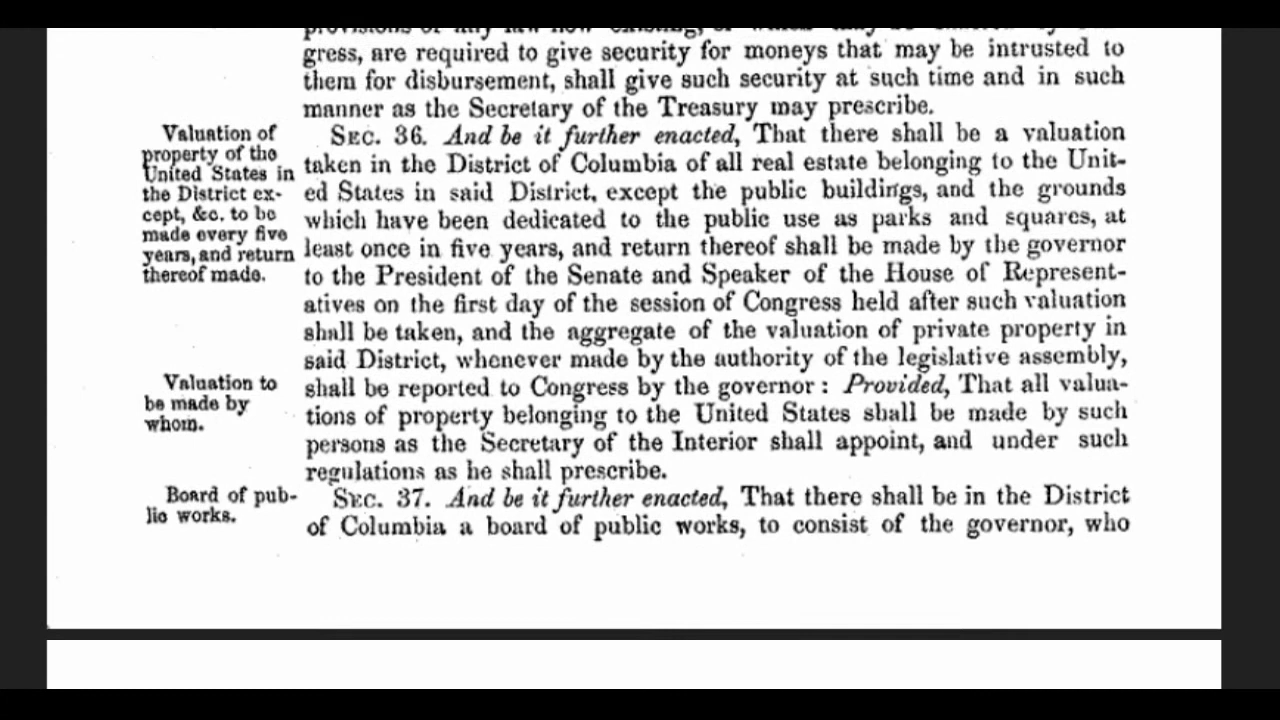 gress, are required to give security for moneys that may be intrusted to
them for disbursement, shall give such security at such time and in such
manner as the Secretary of the Treasury may prescribe.
Valuation of
property of the
United States in
the District ex-
cept, &c. to be
made every five
years, and return
thereof made.
SEC. 36. And be it further enacted, That there shall be a valuation
taken in the District of Columbia of all real estate belonging to the Unit-
ed States in said District, except the public buildings, and the grounds
which have been dedicated to the public use as parks and squares, at
least once in five years, and return thereof shall be made by the governor
to the President of the Senate and Speaker of the House of Represent-
atives on the first day of the session of Congress held after such valuation
shall be taken, and the aggregate of the valuation of private property in
said District, whenever made by the authority of the legislative assembly,
shall be reported to Congress by the governor: Provided, That all valua-
tions of property belonging to the United States shall be made by such
persons as the Secretary of the Interior shall appoint, and under such
regulations as he shall prescribe.
Valuation to
be made by
whom.
Board of pub-
lic works.
SEC. 37. And be it further enacted, That there shall be in the District
of Columbia a board of public works, to consist of the governor, who